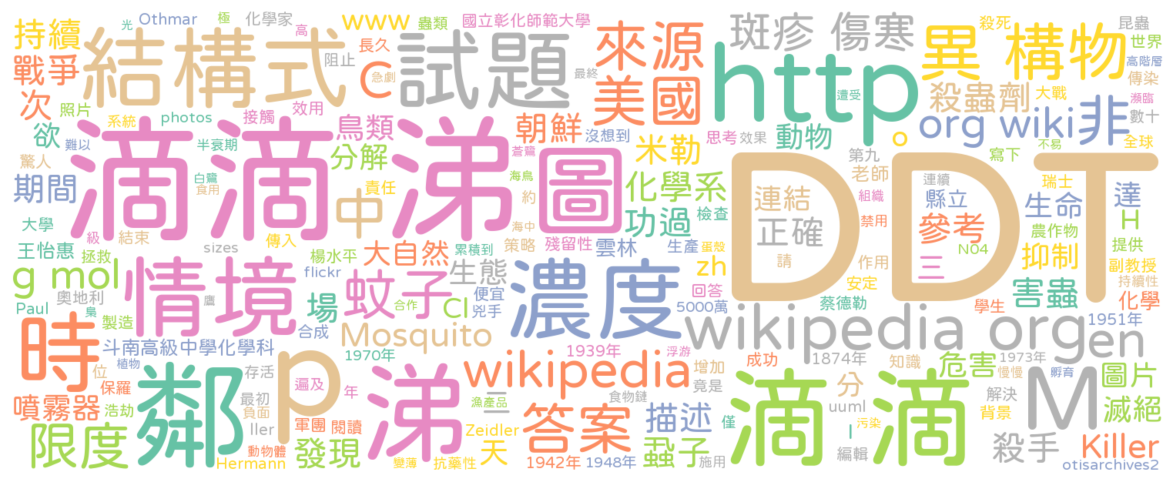 持續 光 Othmar 極 化學家 www 蟲類 國立彰化師範大學 來源 斑疹 傷寒 異 構物 殺死 昆蟲
戰爭 結構式 高 阻止 長久 C 急劇 試題 最終 美國 http 遭受 殺蟲劑 大戰 世界 高階層 傳染 瀕臨
次 照片 系統 photos 接觸 效用 鳥類 朝鮮 沒想到 思考 效果 動物 org wiki 非 數十
欲 難以 半衰期 滴滴涕 蒼鷺 圖 米勒 DDT 第九 老師 寫下 不易 全球
驚人 白鷺 食用 分解 海鳥 化學系 連結 連續 組織 縣立 瑞士 達
期間 中 責任 約 功過 檢查 正確 禁用 參考 生命 H
大學 級 結束 傳入 楊水平 累積到 海中 殘留性 生產 蛋殼 作用 N04 農作物 提供
王怡惠 拯救 sizes 大自然 策略 雲林 請 三 抑制 副教授
g mol 情境 flickr 蚊子 生態 濃度 zh 回答 安定 持續性
Paul 奧地利 鷹 場 合作 Cl 便宜 兇手 5000萬 蔡德勒 學生 害蟲 化學
時 梟 製造 合成 Mosquito wikipedia org en 1951年
斗南高級中學化學科 1970年 1939年 浮游 成功 1874年 知識 1973年
位 植物 鄰 存活 p 遍及 年 涕 wikipedia 增加 滴滴 危害 慢慢 孵育 M 圖片
保羅 最初 二 食物鏈 竟是 分 解決
噴霧器 浩劫 負面 軍團 閱讀 漁產品 答案 描述 uuml 背景 滅絕
限度 ller 發現 Zeidler 天 蝨子 僅 l 污染 殺手 Killer
動物體 Hermann 變薄 抗藥性 1942年 1948年 施用 編輯 otisarchives2